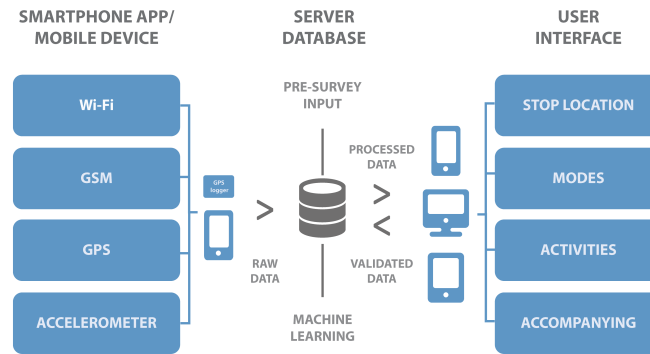 SMARTPHONE APP/
MOBILE DEVICE
SERVER
DATABASE
USER
INTERFACE
Wi-Fi
GSM
GPS
ACCELEROMETER
GPS
logger
RAW
DATA
PRE-SURVEY
INPUT
MACHINE
LEARNING
PROCESSED
DATA
VALIDATED
DATA
STOP LOCATION
MODES
ACTIVITIES
ACCOMPANYING